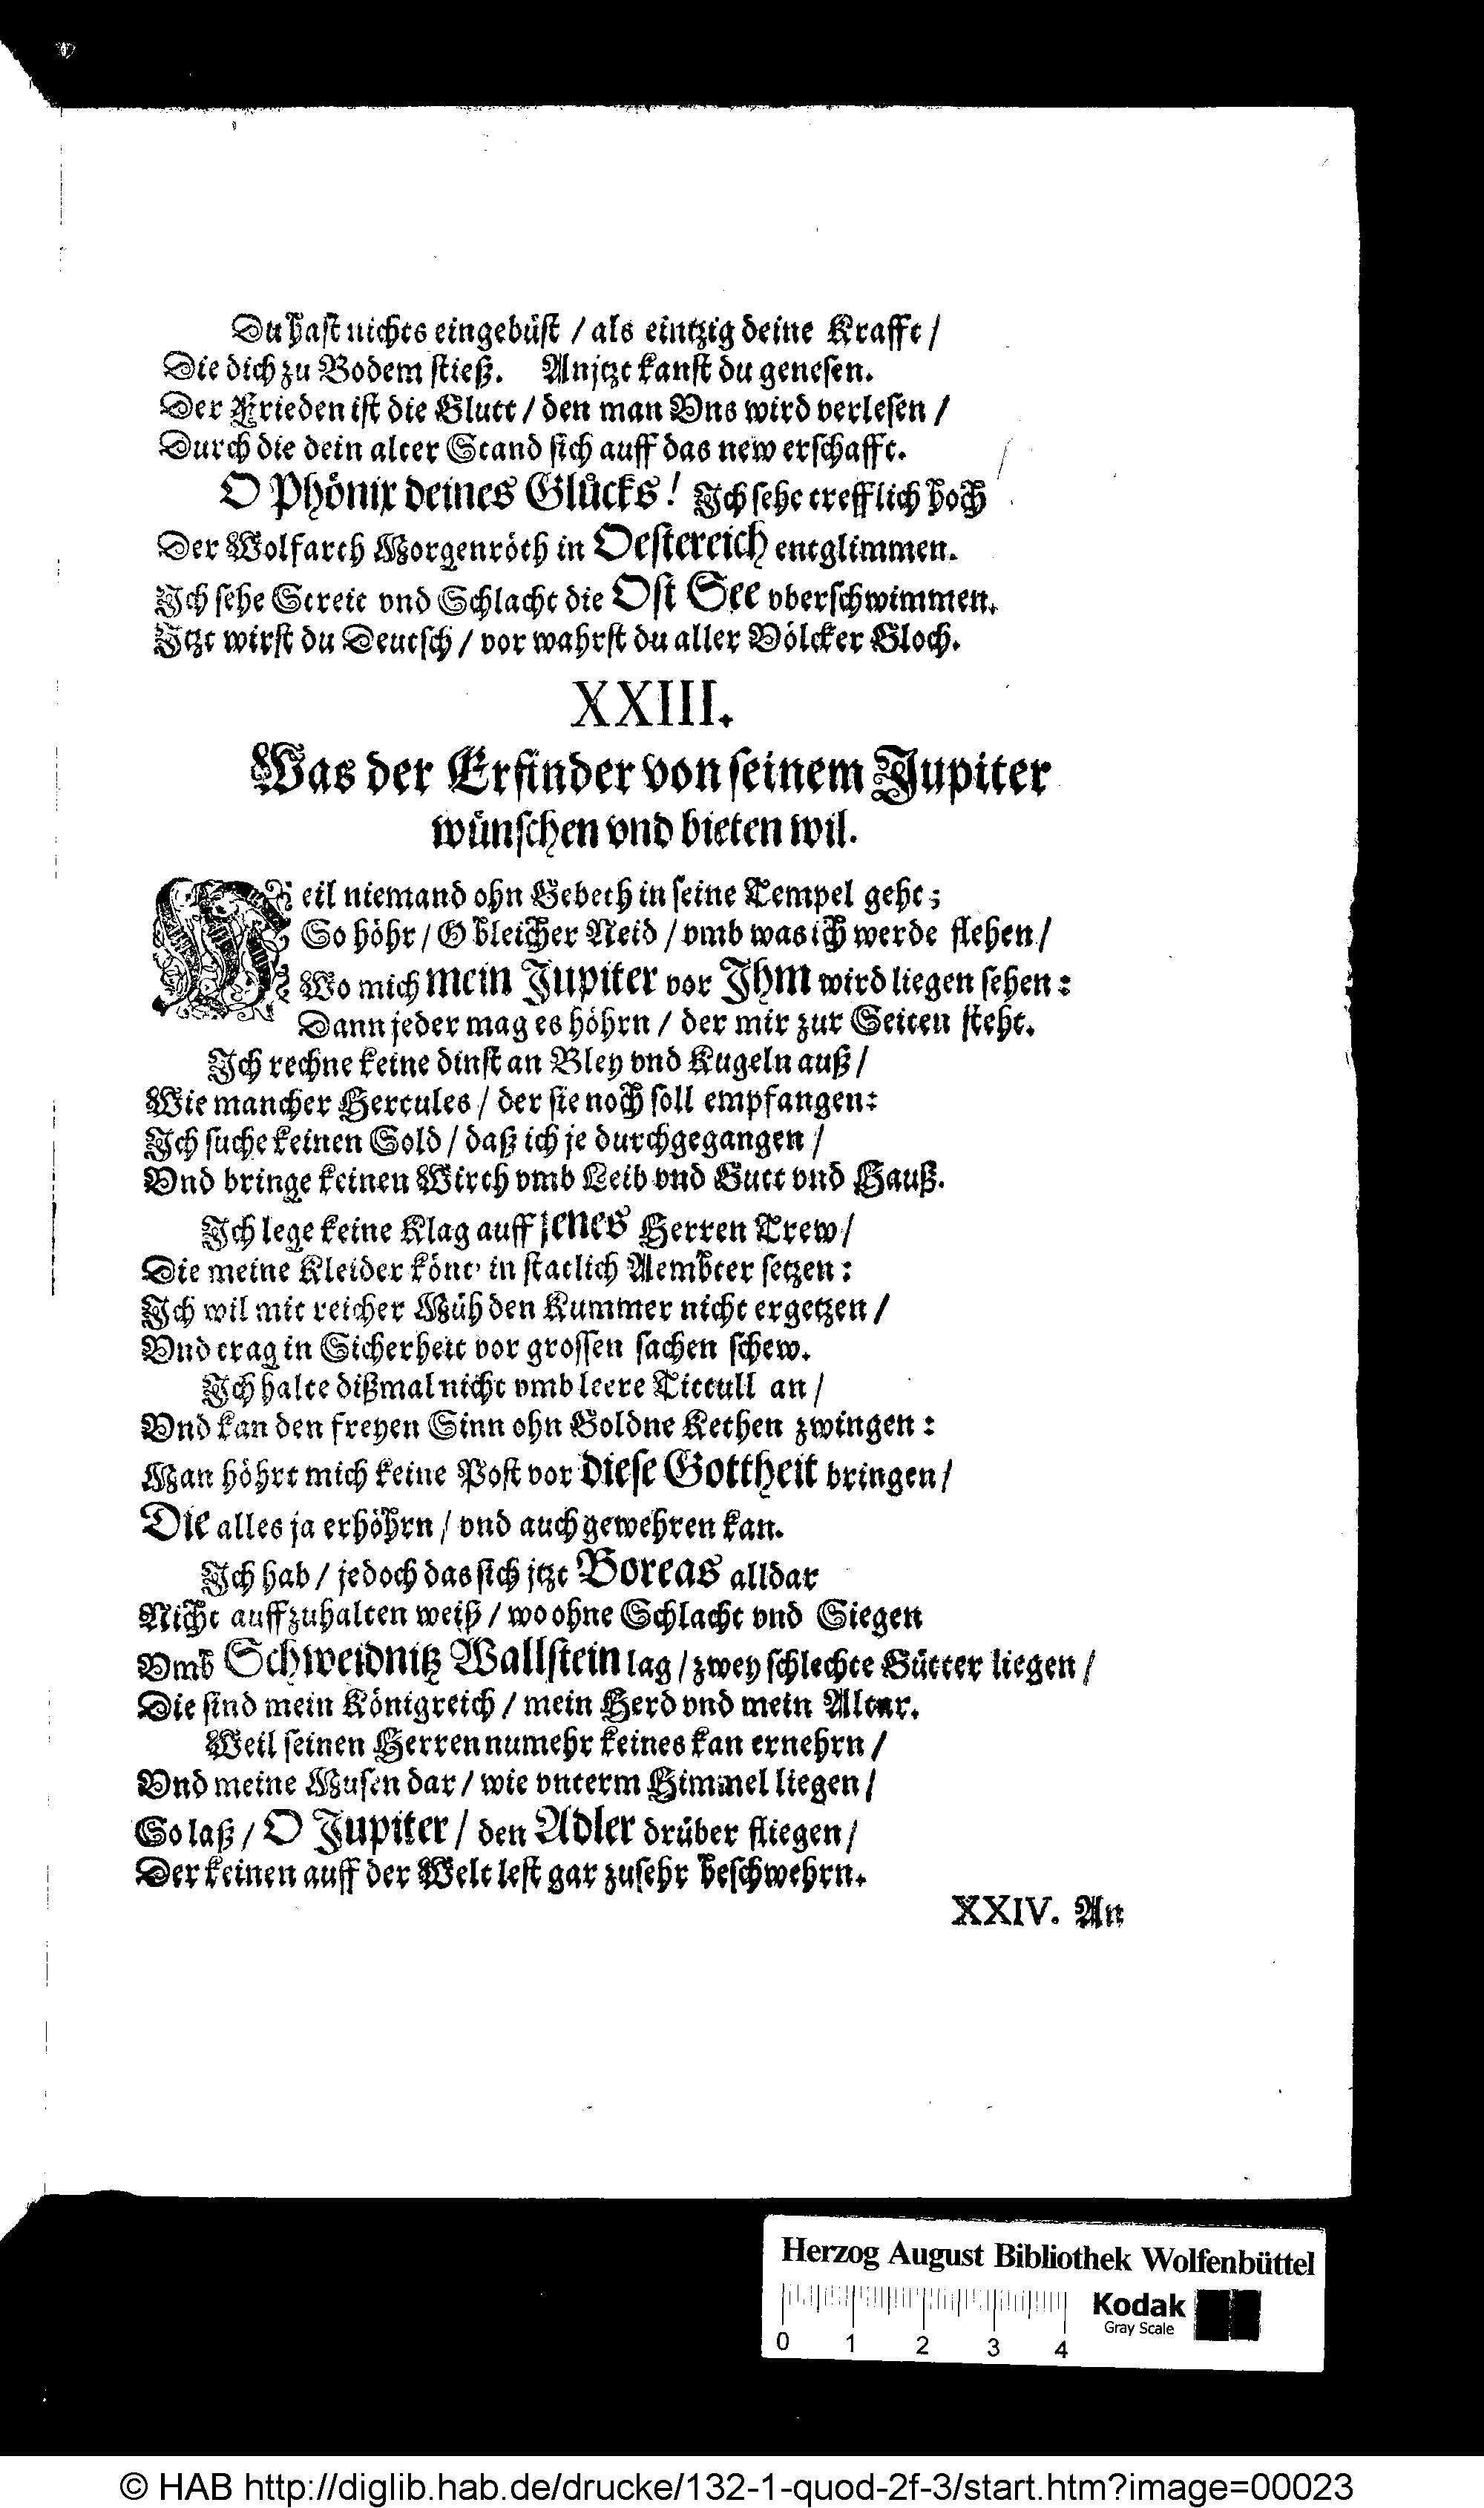 Du hast nichts eingebüst / als eintzig deine Krafft /
Die dich zu Bodem stieß. Anjtzt kanst du genesen.
Der Frieden ist die Glutt / den man Vns wird verlesen /
Durch die dein alter Stand sich auff das new erschafft.
O Phönix deines Glücks! Ich sehe trefflich hoch
Der Wolfarth Morgenröth in Oestereich entglimmen.
Ich sehe Streit vnd Schlacht die Ost See vberschwimmen.
Itzt wirst du Deutsch / vor wahrst du aller Völcker Gloch.
XXIII.
Was der Erfinder von seinem Jupiter
wünschen vnd bieten wil.
Weil niemand ohn Gebeth in seine Tempel geht;
So höhr / O bleicher Neid / vmb was ich werde flehen /
Wo mich mein Jupiter vor Ihm wird liegen sehen:
Dann jeder mag es höhrn / der mir zur Seiten steht.
Ich rechne keine dinst an Bley vnd Kugeln auß /
Wie mancher Hercules / der sie noch soll empfangen:
Ich suche keinen Sold / daß ich je durchgegangen /
Vnd bringe keinen Wirth vmb Leib vnd Gutt vnd Hauß.
Ich lege keine Klag auff jenes Herren Trew /
Die meine Kleider könt' in statlich Aembter setzen:
Ich wil mit reicher Müh den Kummer nicht ergetzen /
Vnd trag in Sicherheit vor grossen sachen schew.
Ich halte dißmal nicht vmb leere Tittull an /
Vnd kan den freyen Sinn ohn Goldne Kethen zwingen:
Man höhrt mich keine Post vor diese Gottheit bringen /
Die alles ja erhöhrn / vnd auch gewehren kan.
Ich hab / jedoch das sich jtzt Boreas alldar
Nicht auffzuhalten weiß / wo ohne Schlacht vnd Siegen
Vmb Schweidnitz Wallstein lag / zwey schlechte Gütter liegen /
Die sind mein Königreich / mein Herd vnd mein Altar.
Weil seinen Herren numehr keines kan ernehrn /
Vnd meine Musen dar / wie vnterm Himmel liegen /
So laß / O Jupiter / den Adler drüber fliegen /
Der keinen auff der Welt lest gar zusehr beschwehrn.
XXIV. An
Herzog August Bibliothek Wolfenbüttel
Kodak
Gray Scale
0 1 2 3 4
© HAB http://diglib.hab.de/drucke/132-1-quod-2f-3/start.htm?image=00023